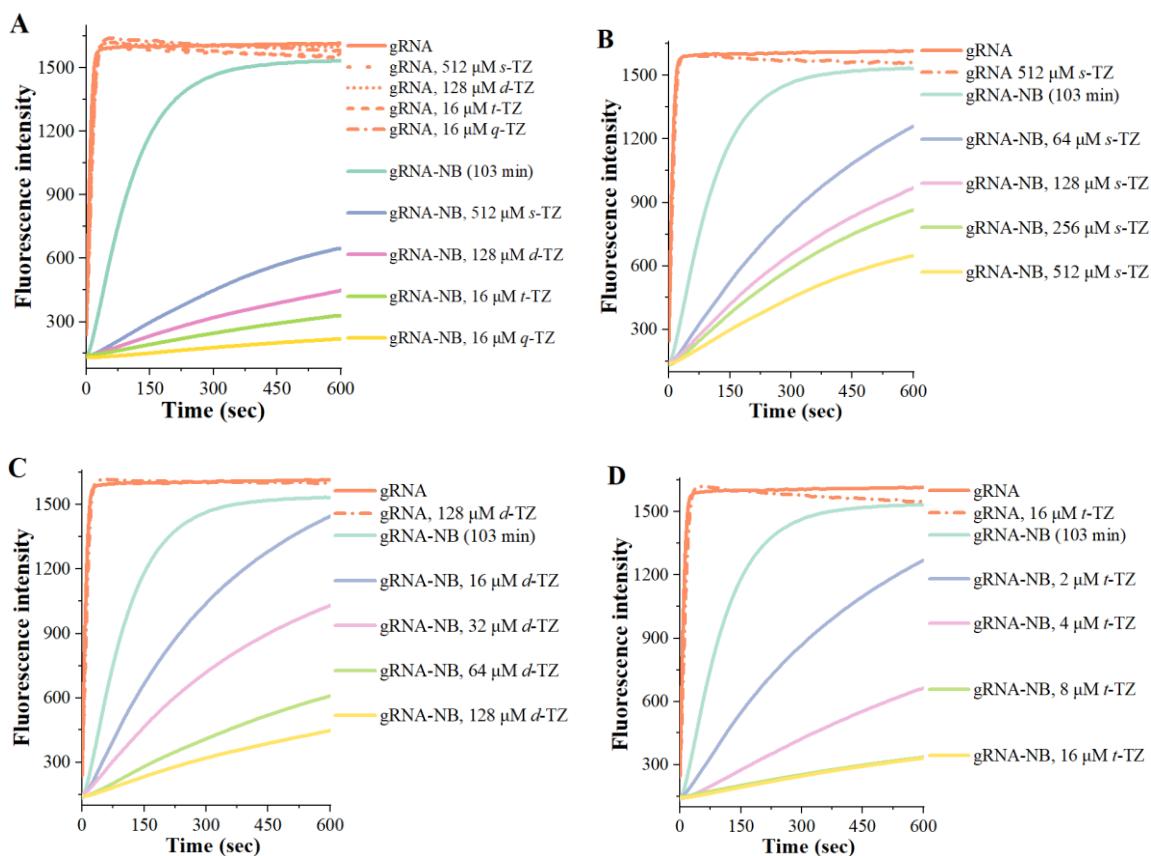 A
Fluorescence intensity
1500
1200
900
600
300
0
150
300
450
600
Time (sec)
gRNA
gRNA, 512 μM s-TZ
gRNA, 128 μM d-TZ
gRNA, 16 μM t-TZ
gRNA, 16 μM q-TZ
gRNA-NB (103 min)
gRNA-NB, 512 μM s-TZ
gRNA-NB, 128 μM d-TZ
gRNA-NB, 16 μM t-TZ
gRNA-NB, 16 μM q-TZ
B
Fluorescence intensity
1500
1200
900
600
300
0
150
300
450
600
Time (sec)
gRNA
gRNA 512 μM s-TZ
gRNA-NB (103 min)
gRNA-NB, 64 μM s-TZ
gRNA-NB, 128 μM s-TZ
gRNA-NB, 256 μM s-TZ
gRNA-NB, 512 μM s-TZ
C
Fluorescence intensity
1500
1200
900
600
300
0
150
300
450
600
Time (sec)
gRNA
gRNA, 128 μM d-TZ
gRNA-NB (103 min)
gRNA-NB, 16 μM d-TZ
gRNA-NB, 32 μM d-TZ
gRNA-NB, 64 μM d-TZ
gRNA-NB, 128 μM d-TZ
D
Fluorescence intensity
1500
1200
900
600
300
0
150
300
450
600
Time (sec)
gRNA
gRNA, 16 μM t-TZ
gRNA-NB (103 min)
gRNA-NB, 2 μM t-TZ
gRNA-NB, 4 μM t-TZ
gRNA-NB, 8 μM t-TZ
gRNA-NB, 16 μM t-TZ